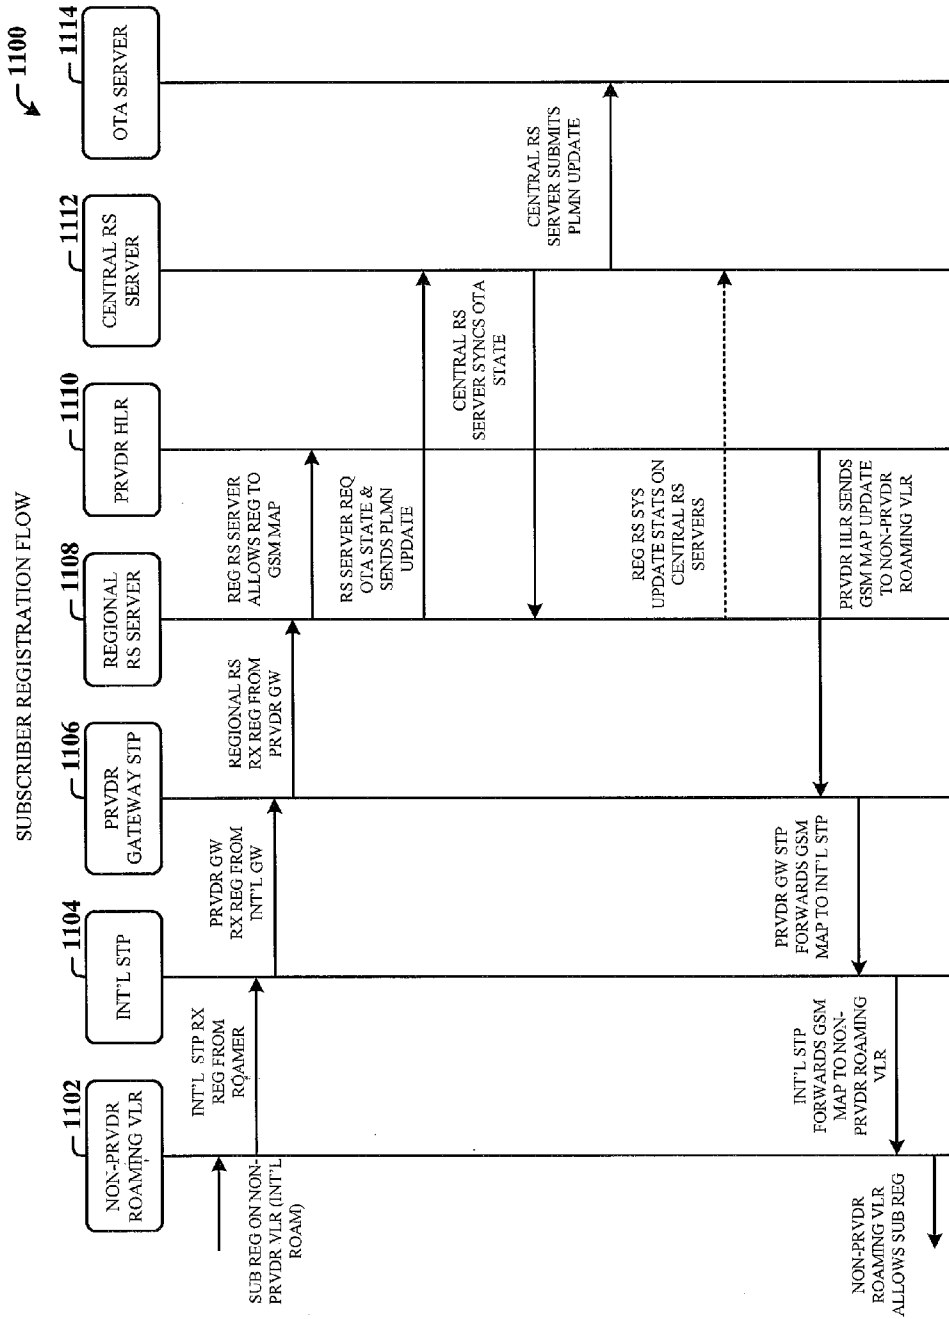 SUBSCRIBER REGISTRATION FLOW
1100
1102
NON-PRVDR
ROAMING VLR
1104
INT'L STP
1106
PRVDR
GATEWAY STP
1108
REGIONAL
RS SERVER
1110
PRVDR HLR
1112
CENTRAL RS
SERVER
1114
OTA SERVER
SUB REG ON NON-
PRVDR VLR (INT'L
ROAM)
INT'L STP RX
REG FROM
ROAMER
PRVDR GW
RX REG FROM
INT'L GW
REGIONAL RS
RX REG FROM
PRVDR GW
REG RS SERVER
ALLOWS REG TO
GSM MAP
RS SERVER REQ
OTA STATE &
SENDS PLMN
UPDATE
CENTRAL RS
SERVER SYNCS OTA
STATE
CENTRAL RS
SERVER SUBMITS
PLMN UPDATE
REG RS SYS
UPDATE STATS ON
CENTRAL RS
SERVERS
PRVDR HLR SENDS
GSM MAP UPDATE
TO NON-PRVDR
ROAMING VLR
PRVDR GW STP
FORWARDS GSM
MAP TO INT'L STP
INT'L STP
FORWARDS GSM
MAP TO NON-
PRVDR ROAMING
VLR
NON-PRVDR
ROAMING VLR
ALLOWS SUB REG